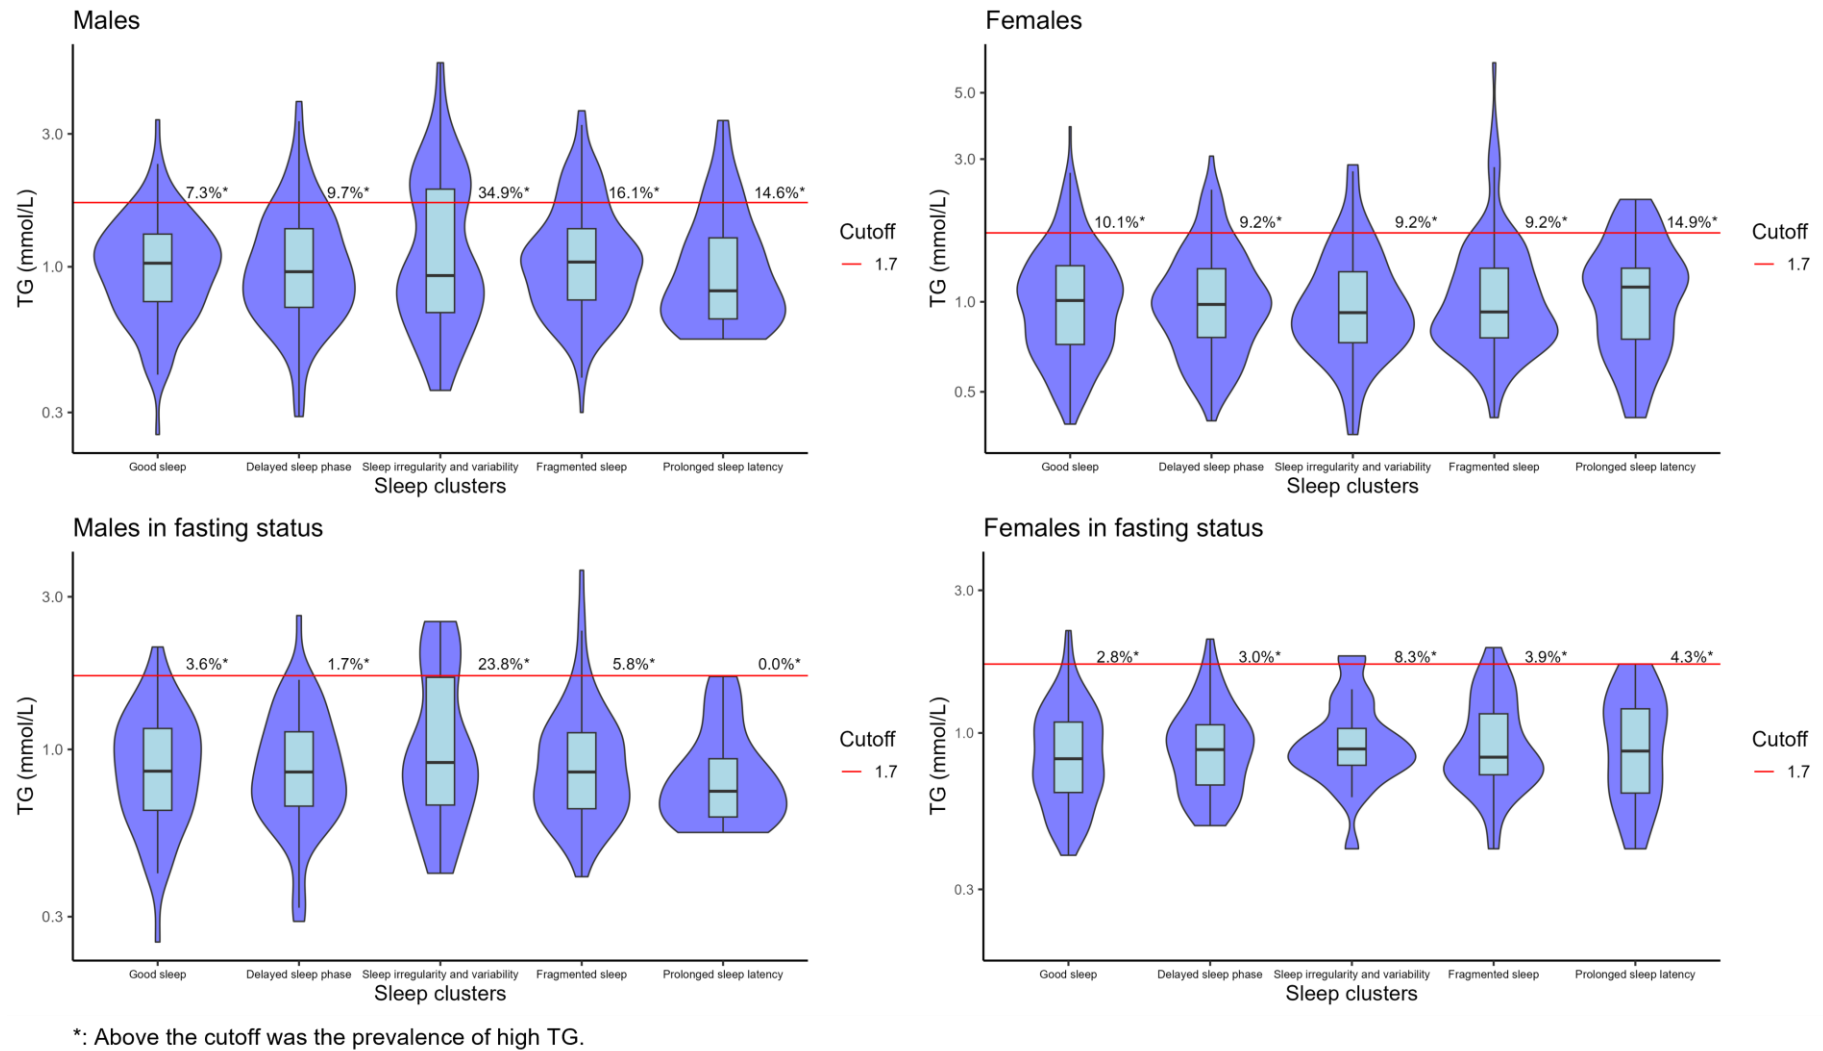 Males
TG (mmol/L)
3.0
1.0
0.3
7.3%*
9.7%*
34.9%*
16.1%*
14.6%*
Good sleep
Delayed sleep phase
Sleep irregularity and variability
Fragmented sleep
Prolonged sleep latency
Sleep clusters
Cutoff
1.7
Females
TG (mmol/L)
5.0
3.0
1.0
0.5
10.1%*
9.2%*
9.2%*
9.2%*
14.9%*
Good sleep
Delayed sleep phase
Sleep irregularity and variability
Fragmented sleep
Prolonged sleep latency
Sleep clusters
Cutoff
1.7
Males in fasting status
TG (mmol/L)
3.0
1.0
0.3
3.6%*
1.7%*
23.8%*
5.8%*
0.0%*
Good sleep
Delayed sleep phase
Sleep irregularity and variability
Fragmented sleep
Prolonged sleep latency
Sleep clusters
Cutoff
1.7
Females in fasting status
TG (mmol/L)
3.0
1.0
0.3
2.8%*
3.0%*
8.3%*
3.9%*
4.3%*
Good sleep
Delayed sleep phase
Sleep irregularity and variability
Fragmented sleep
Prolonged sleep latency
Sleep clusters
Cutoff
1.7
*: Above the cutoff was the prevalence of high TG.